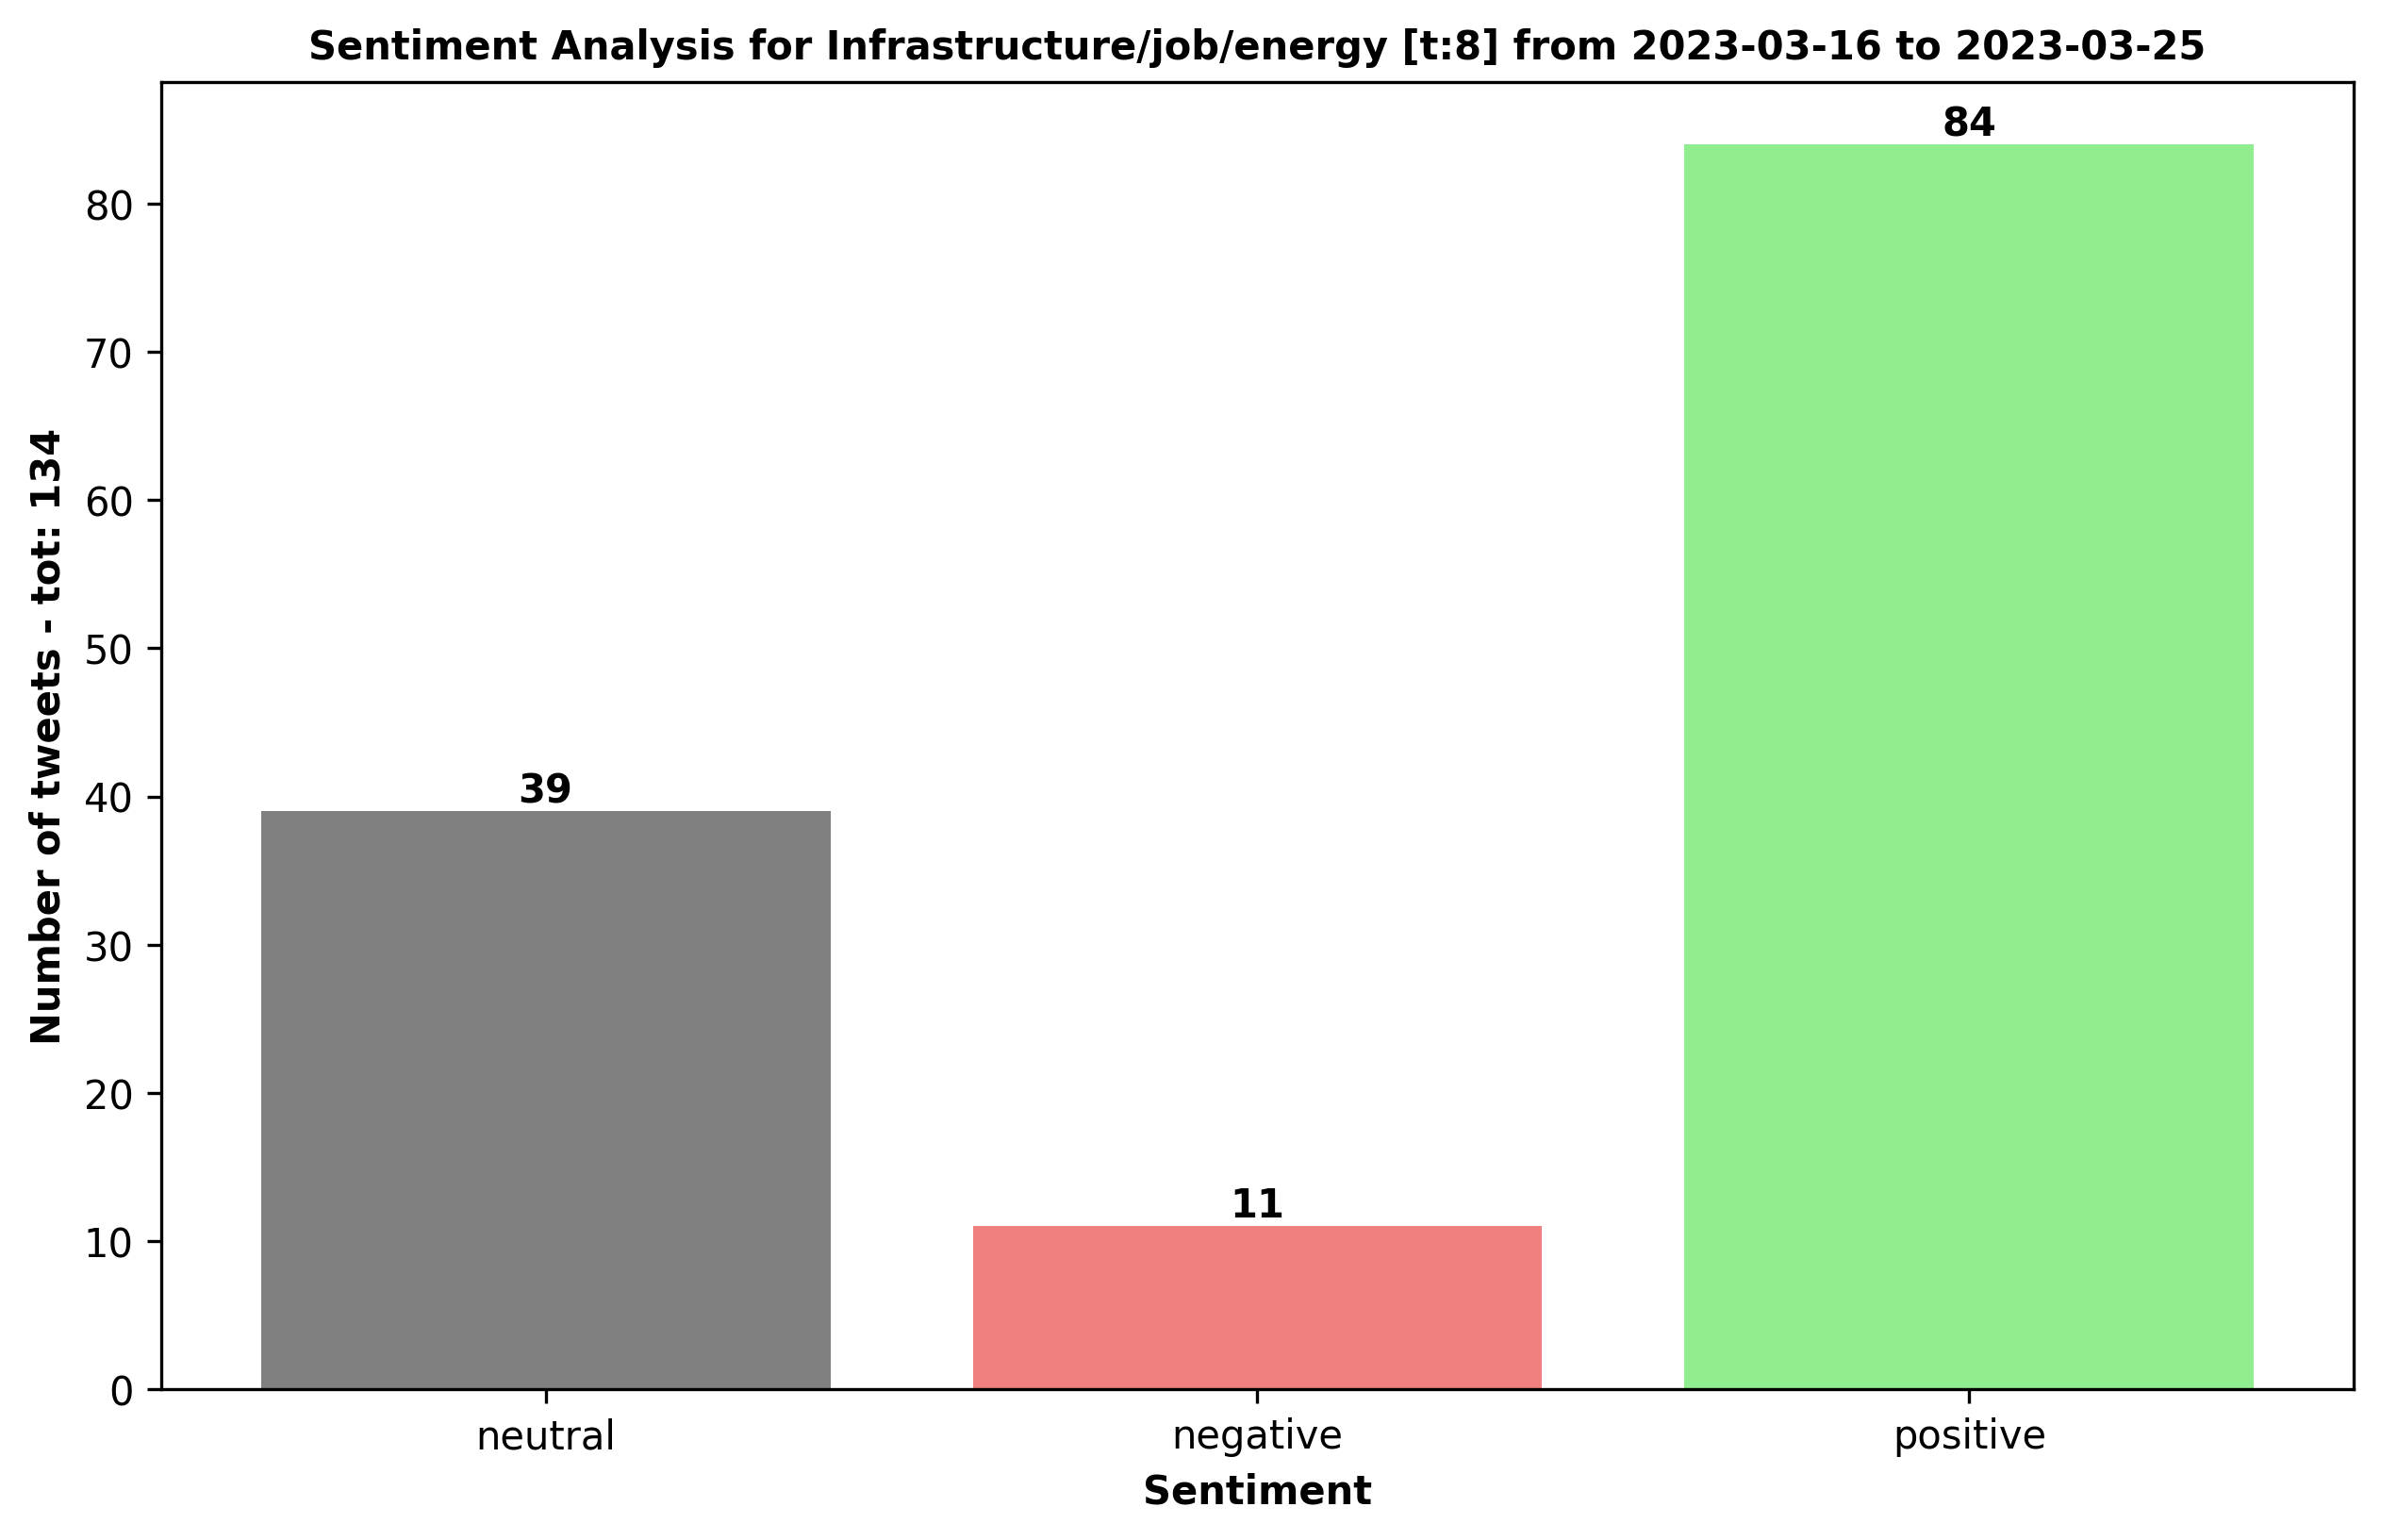 Sentiment Analysis for Infrastructure/job/energy [t:8] from 2023-03-16 to 2023-03-25
Number of tweets - tot: 134
80
70
60
50
40
30
20
10
0
39
11
84
neutral
negative
positive
Sentiment